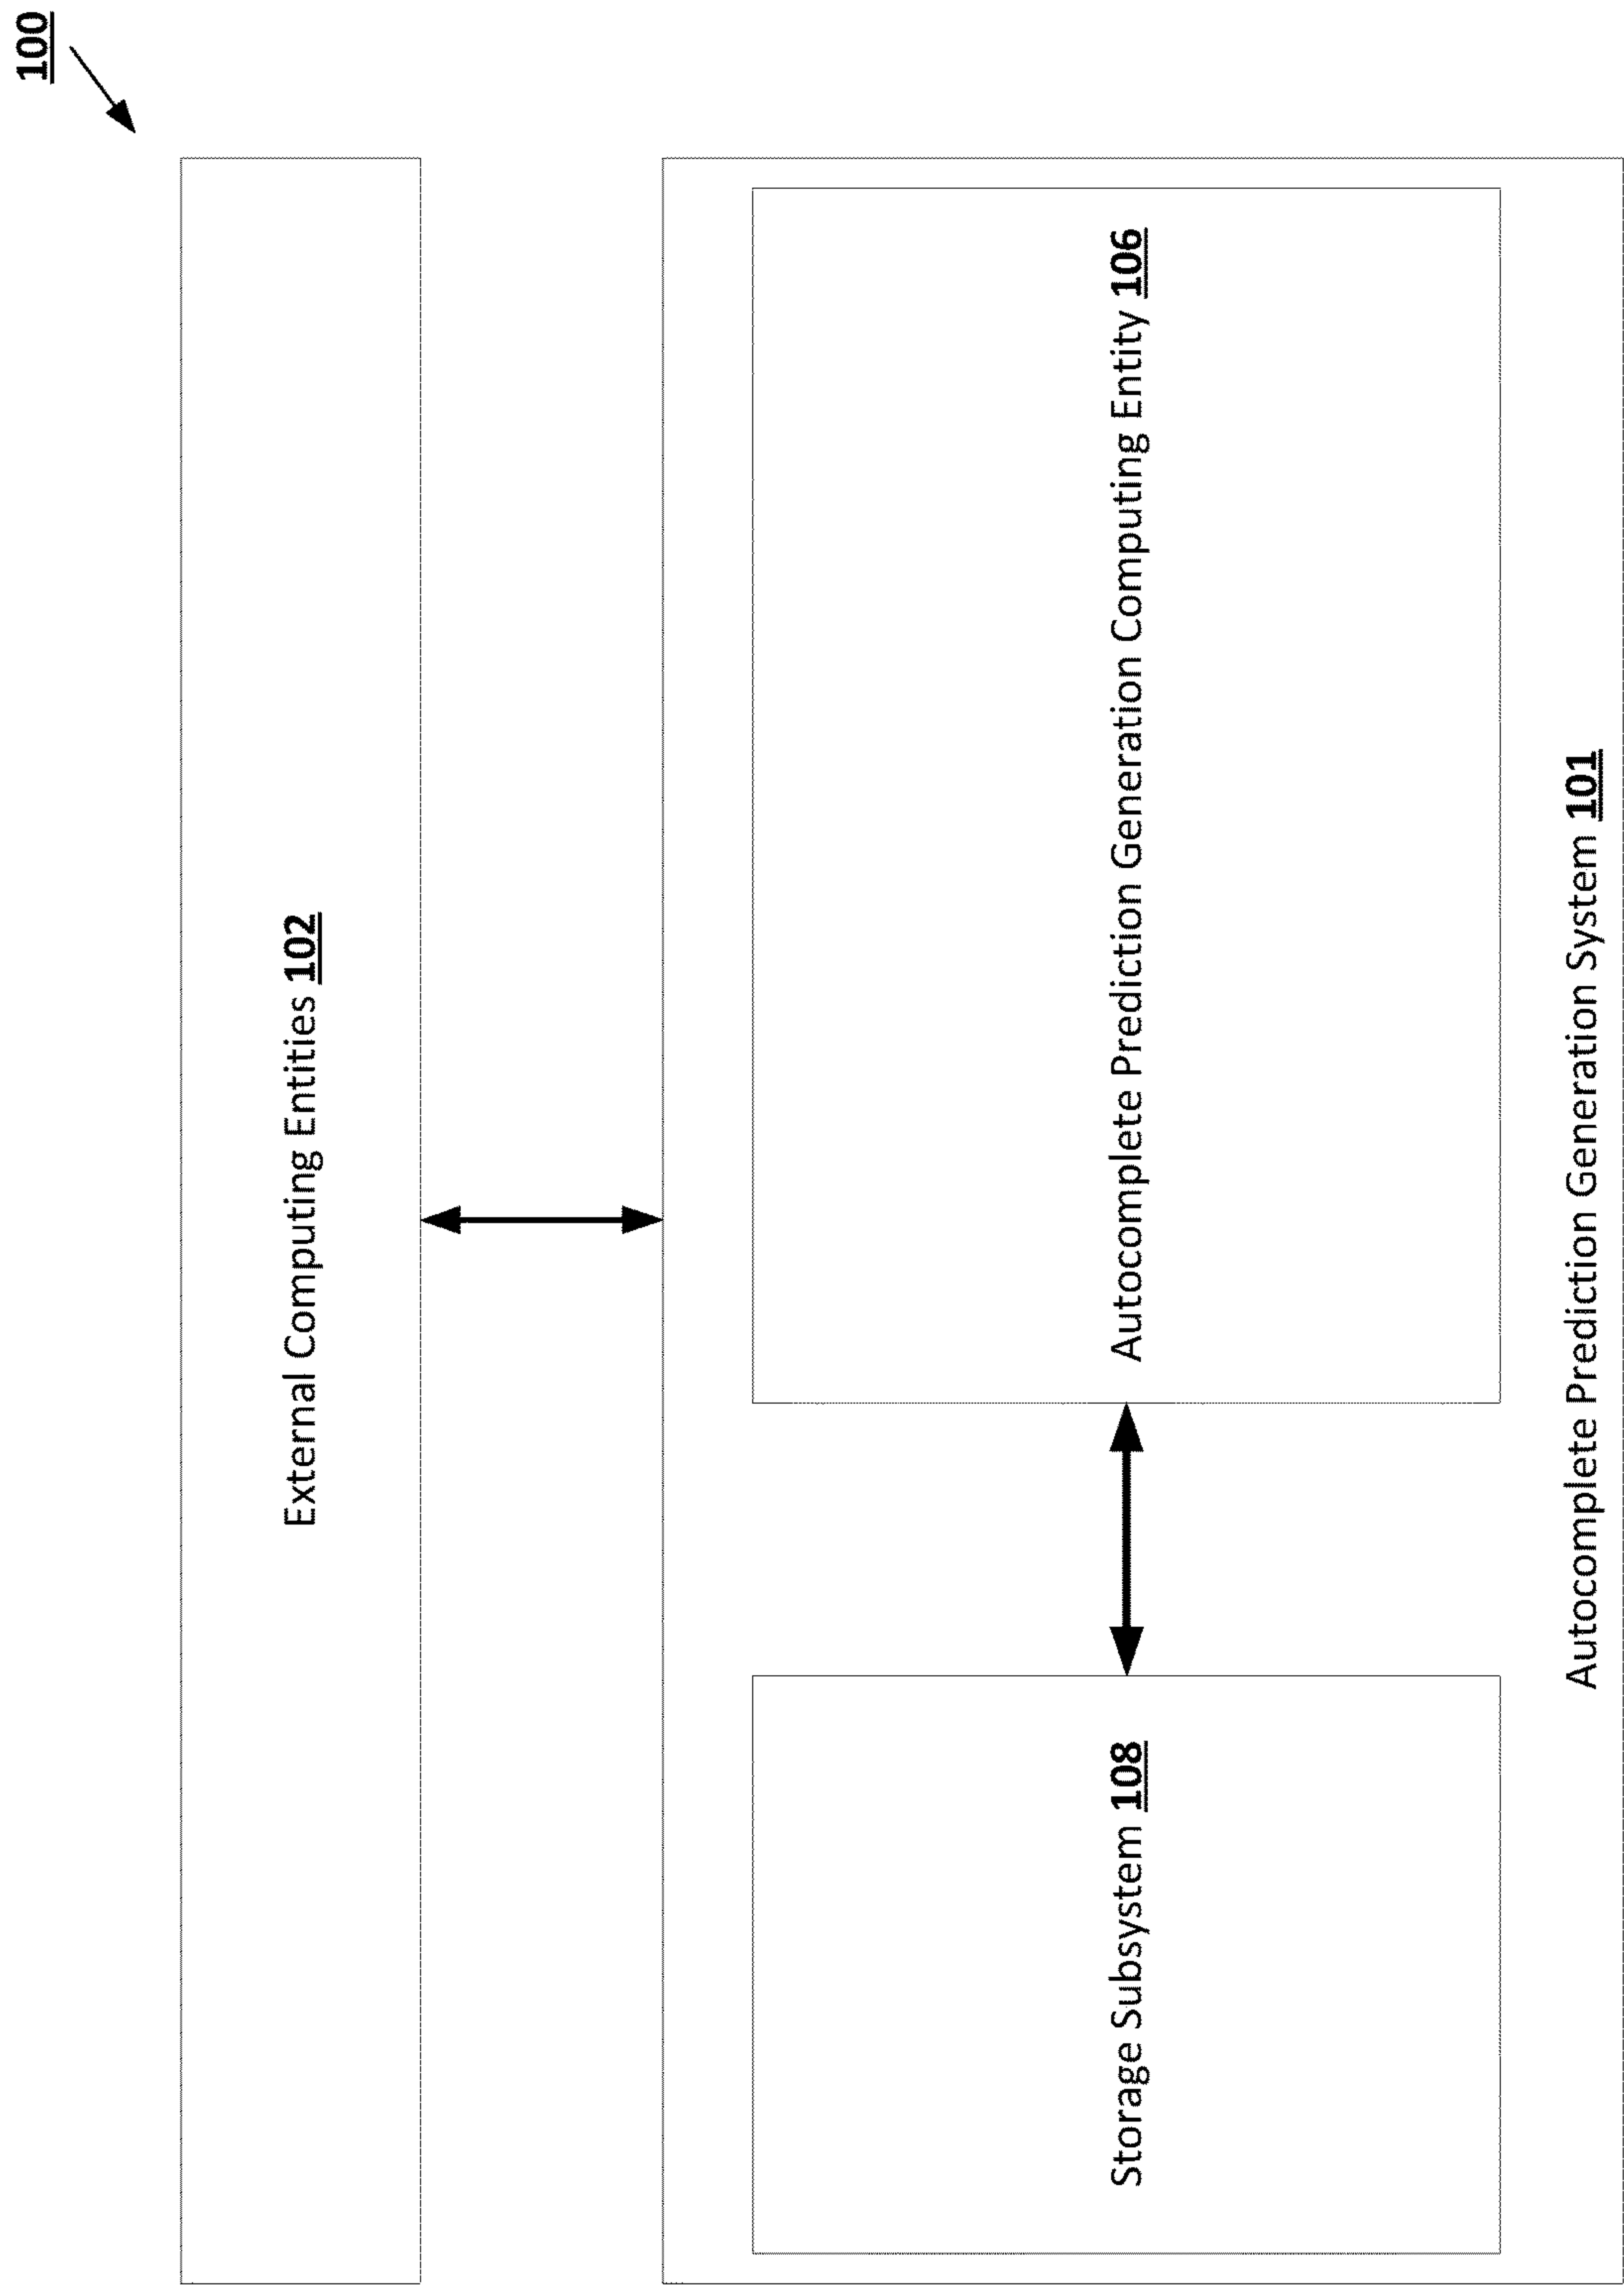 100
External Computing Entities 102
Storage Subsystem 108
Autocomplete Prediction Generation Computing Entity 106
Autocomplete Prediction Generation System 101